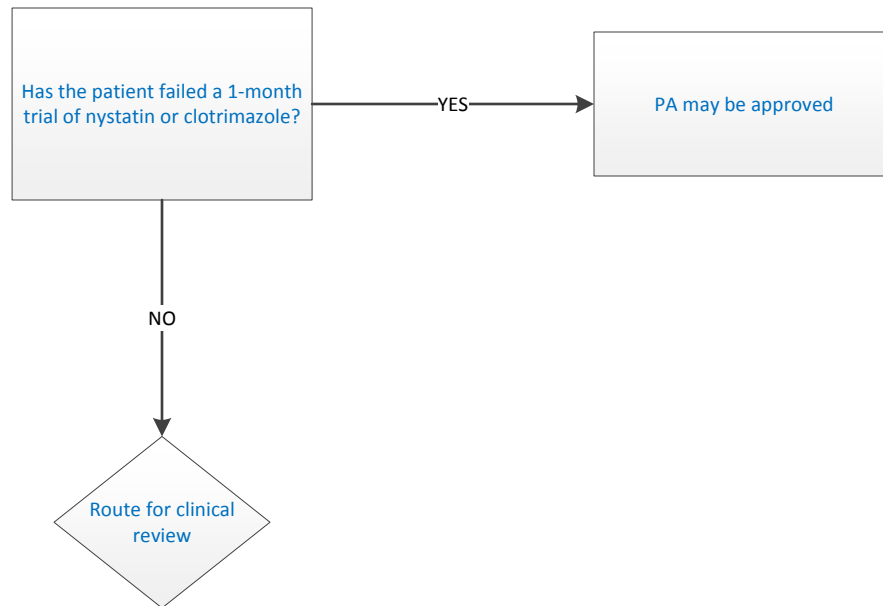 Has the patient failed a 1-month
trial of nystatin or clotrimazole?
YES
PA may be approved
NO
Route for clinical
review